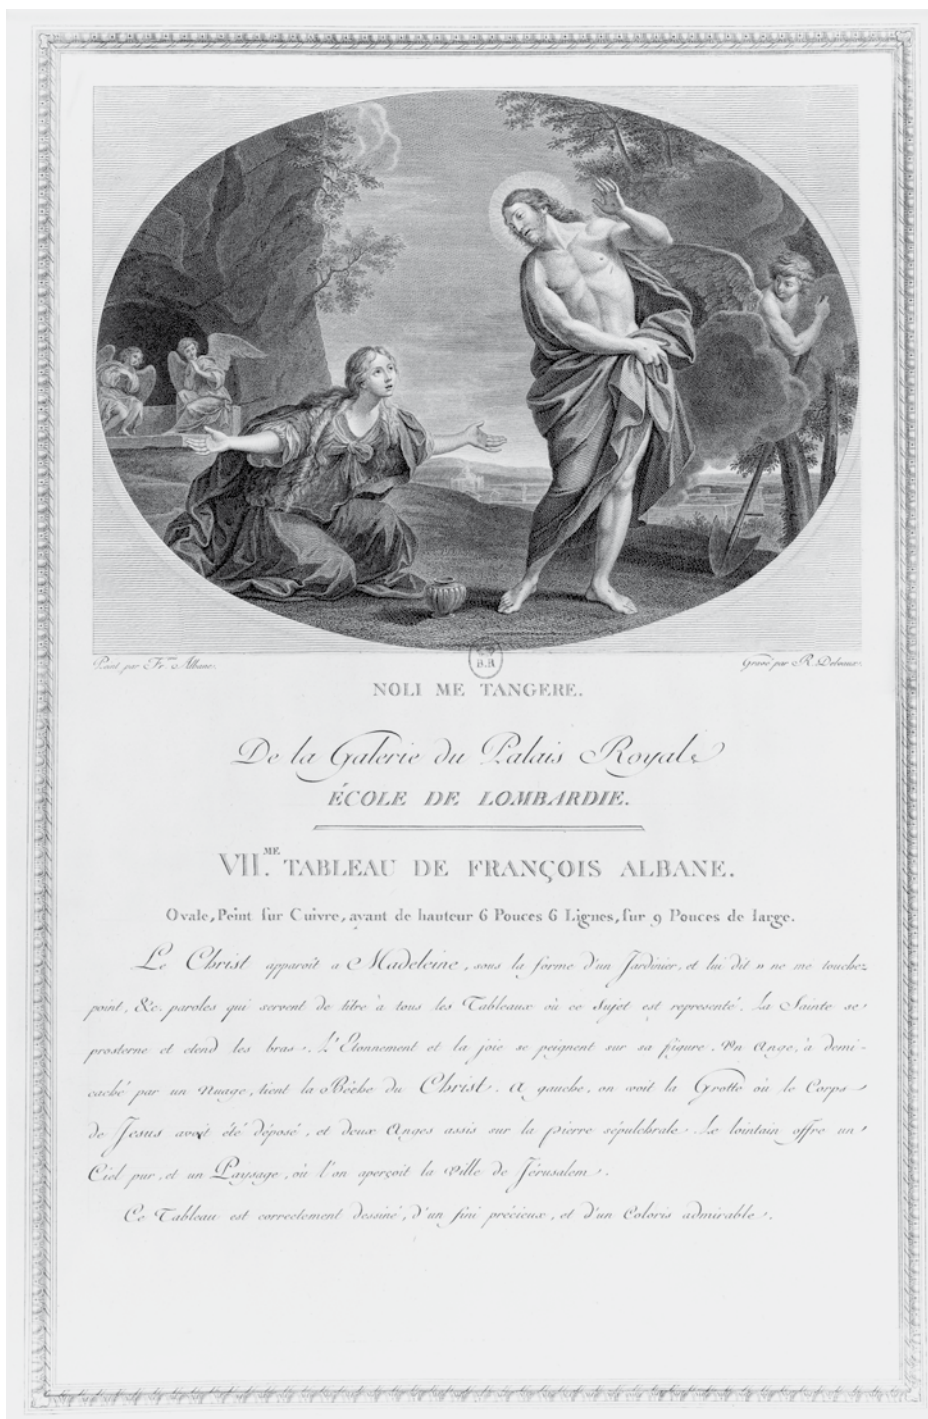 Peint par Fr. Albane.
Gravé par R. Delvaux.
B.R
NOLI ME TANGERE.
De la Galerie du Palais Royal.
ÉCOLE DE LOMBARDIE.
VII.ME TABLEAU DE FRANÇOIS ALBANE.
Ovale, Peint sur Cuivre, ayant de hauteur 6 Pouces 6 Lignes, sur 9 Pouces de large.
Le Christ apparoît a Madeleine, sous la forme d'un Jardinier, et lui dit » ne me touchez
point, &c. paroles qui servent de titre à tous les Tableaux où ce Sujet est representé. La Sainte se
prosterne et etend les bras. L'Étonnement et la joie se peignent sur sa figure. Un Ange, à demi-
caché par un Nuage, tient la Bêche du Christ. A gauche, on voit la Grotte où le Corps
de Jesus avoit été déposé, et deux Anges assis sur la pierre sépulchrale. Le lointain offre un
Ciel pur, et un Paysage, où l'on aperçoit la Ville de Jérusalem.
Ce Tableau est correctement dessiné, d'un fini précieux, et d'un Coloris admirable.